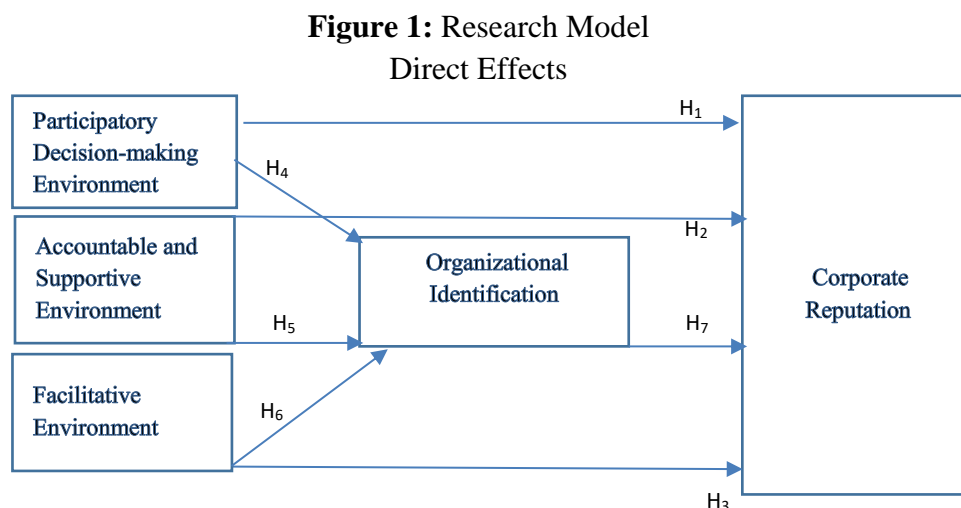 Figure 1: Research Model
Direct Effects
Participatory
Decision-making
Environment
H1
H4
Accountable and
Supportive
Environment
H2
Organizational
Identification
Corporate
Reputation
H5
H7
Facilitative
Environment
H6
H3